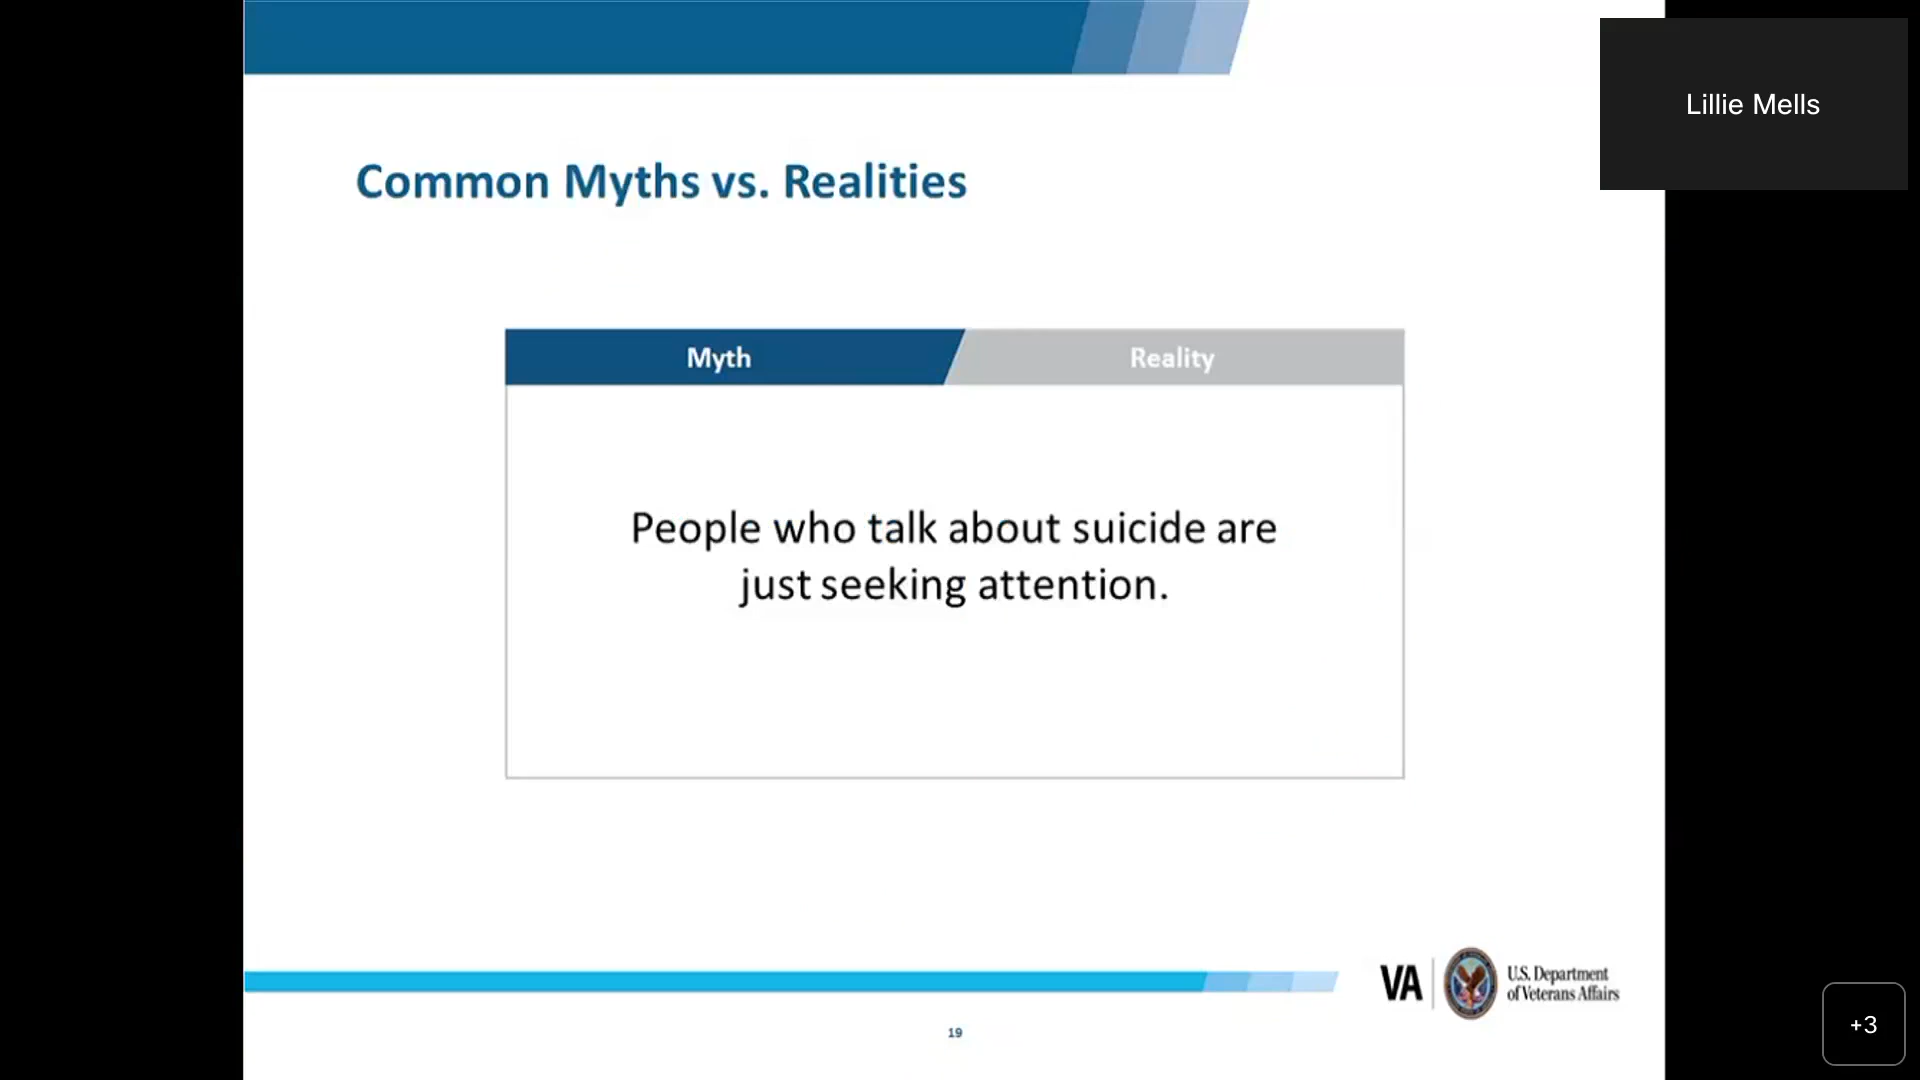 Lillie Mells
Common Myths vs. Realities
Myth
Reality
People who talk about suicide are
just seeking attention.
VA
U.S. Department
of Veterans Affairs
19
+3